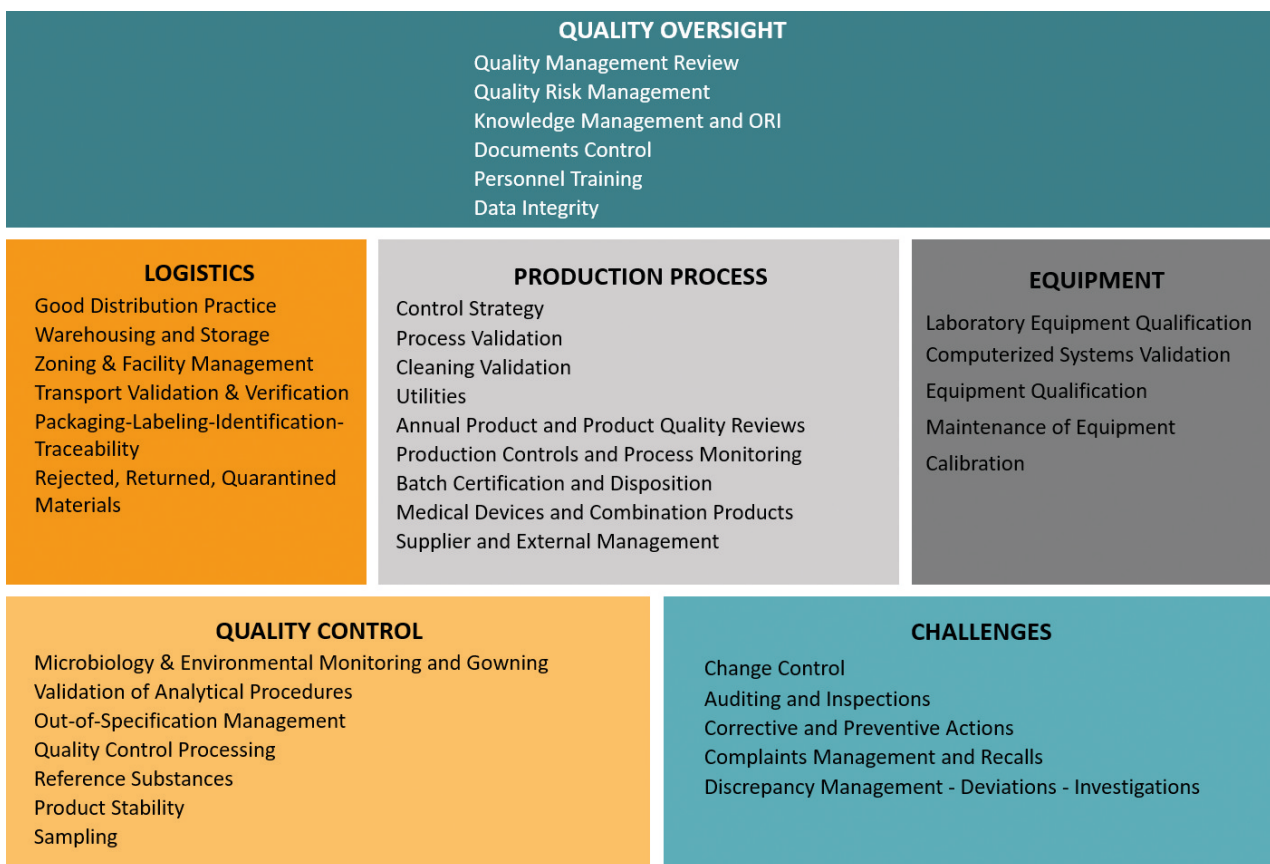 QUALITY OVERSIGHT
Quality Management Review
Quality Risk Management
Knowledge Management and ORI
Documents Control
Personnel Training
Data Integrity
LOGISTICS
Good Distribution Practice
Warehousing and Storage
Zoning & Facility Management
Transport Validation & Verification
Packaging-Labeling-Identification-
Traceability
Rejected, Returned, Quarantined
Materials
PRODUCTION PROCESS
Control Strategy
Process Validation
Cleaning Validation
Utilities
Annual Product and Product Quality Reviews
Production Controls and Process Monitoring
Batch Certification and Disposition
Medical Devices and Combination Products
Supplier and External Management
EQUIPMENT
Laboratory Equipment Qualification
Computerized Systems Validation
Equipment Qualification
Maintenance of Equipment
Calibration
QUALITY CONTROL
Microbiology & Environmental Monitoring and Gowning
Validation of Analytical Procedures
Out-of-Specification Management
Quality Control Processing
Reference Substances
Product Stability
Sampling
CHALLENGES
Change Control
Auditing and Inspections
Corrective and Preventive Actions
Complaints Management and Recalls
Discrepancy Management - Deviations - Investigations